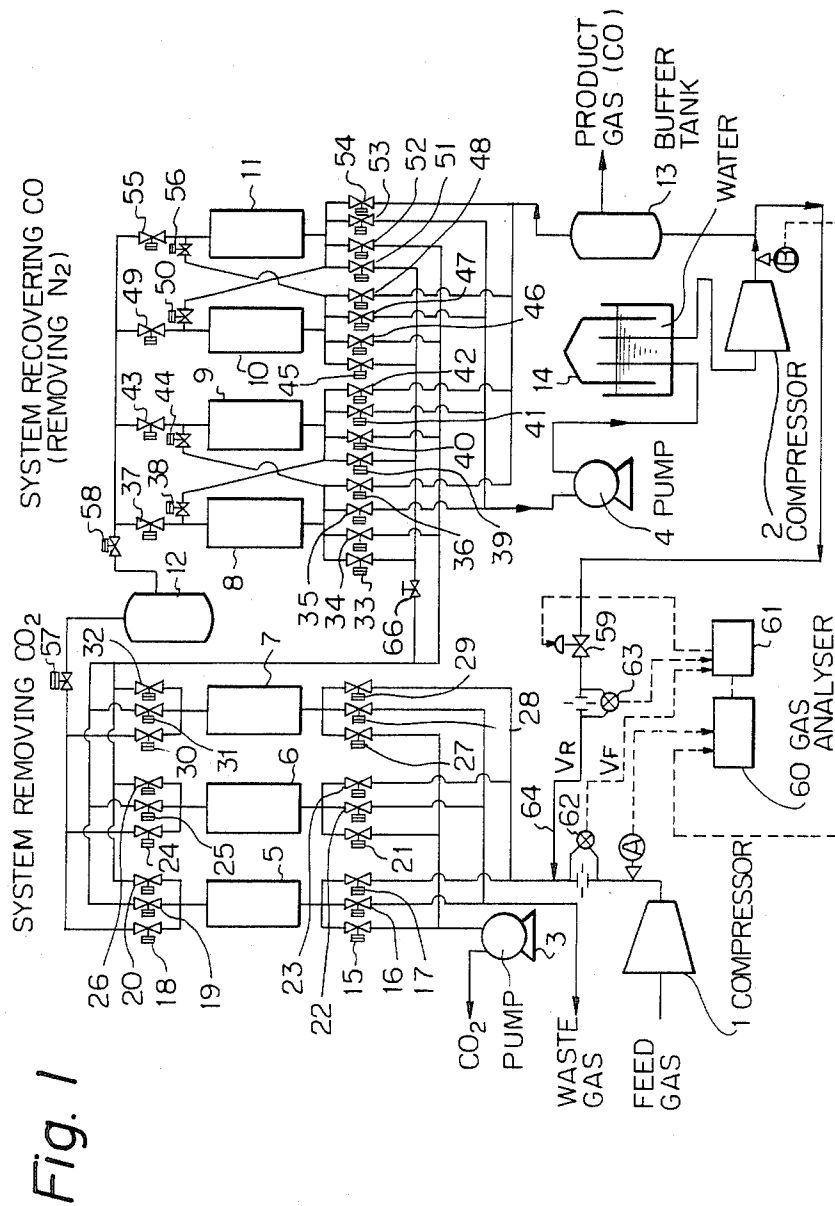 Fig. 1
SYSTEM REMOVING CO2
SYSTEM RECOVERING CO
(REMOVING N2)
57
58
12
26
20
18
19
24
25
30
31
32
5
6
7
37
38
43
44
49
50
55
56
8
9
10
11
23
22
15
16
17
21
27
28
29
66
33
34
35
36
39
40
41
42
45
46
47
48
51
52
53
54
CO2
PUMP
3
WASTE
GAS
FEED
GAS
1 COMPRESSOR
64
62
VR
VF
A
63
59
61
60 GAS
ANALYSER
4 PUMP
14
WATER
2 COMPRESSOR
B
13 BUFFER
TANK
PRODUCT
GAS (CO)